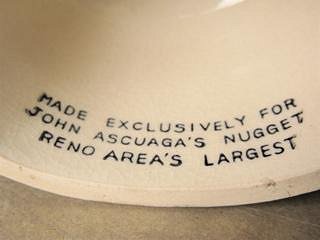 MADE EXCLUSIVELY FOR
JOHN ASCUAGA'S NUGGET
RENO AREA'S LARGEST